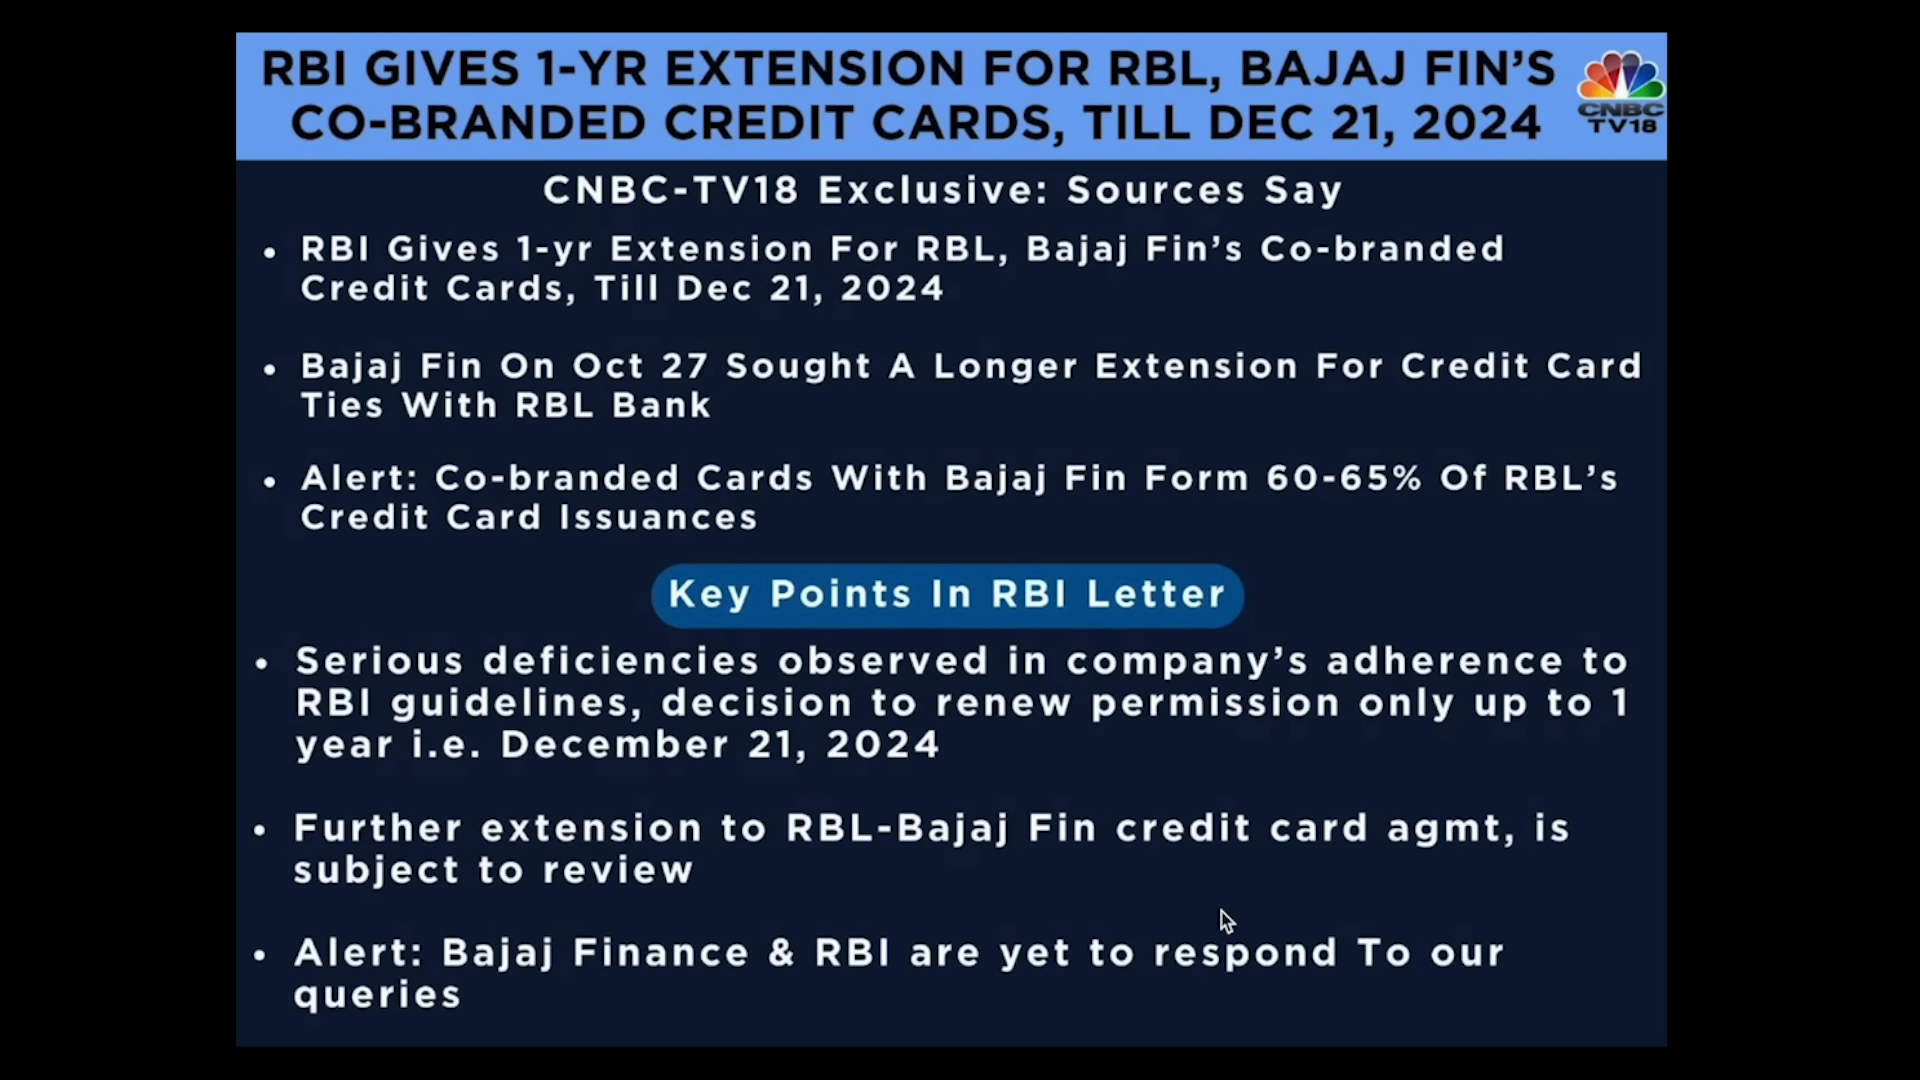 RBI GIVES 1-YR EXTENSION FOR RBL, BAJAJ FIN'S
CO-BRANDED CREDIT CARDS, TILL DEC 21, 2024
CNBC
TV18
CNBC-TV18 Exclusive: Sources Say
• RBI Gives 1-yr Extension For RBL, Bajaj Fin's Co-branded
Credit Cards, Till Dec 21, 2024
• Bajaj Fin On Oct 27 Sought A Longer Extension For Credit Card
Ties With RBL Bank
• Alert: Co-branded Cards With Bajaj Fin Form 60-65% Of RBL's
Credit Card Issuances
Key Points In RBI Letter
• Serious deficiencies observed in company's adherence to
RBI guidelines, decision to renew permission only up to 1
year i.e. December 21, 2024
• Further extension to RBL-Bajaj Fin credit card agmt, is
subject to review
• Alert: Bajaj Finance & RBI are yet to respond To our
queries